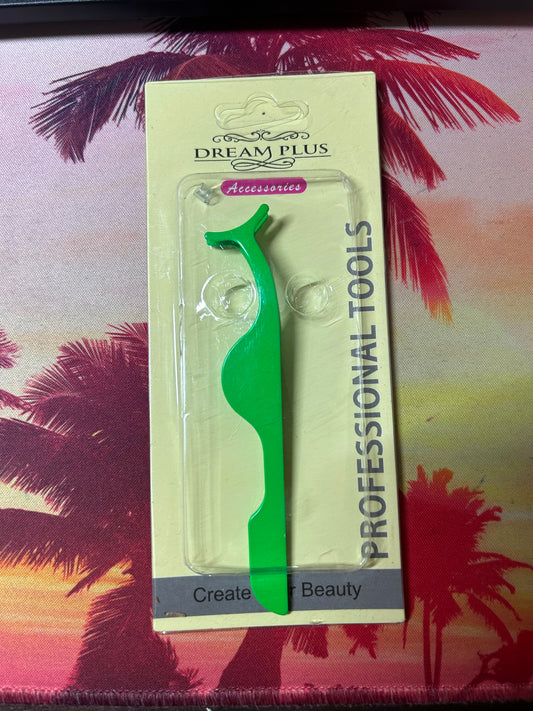 DREAM PLUS
Accessories
PROFESSIONAL TOOLS
Create r Beauty